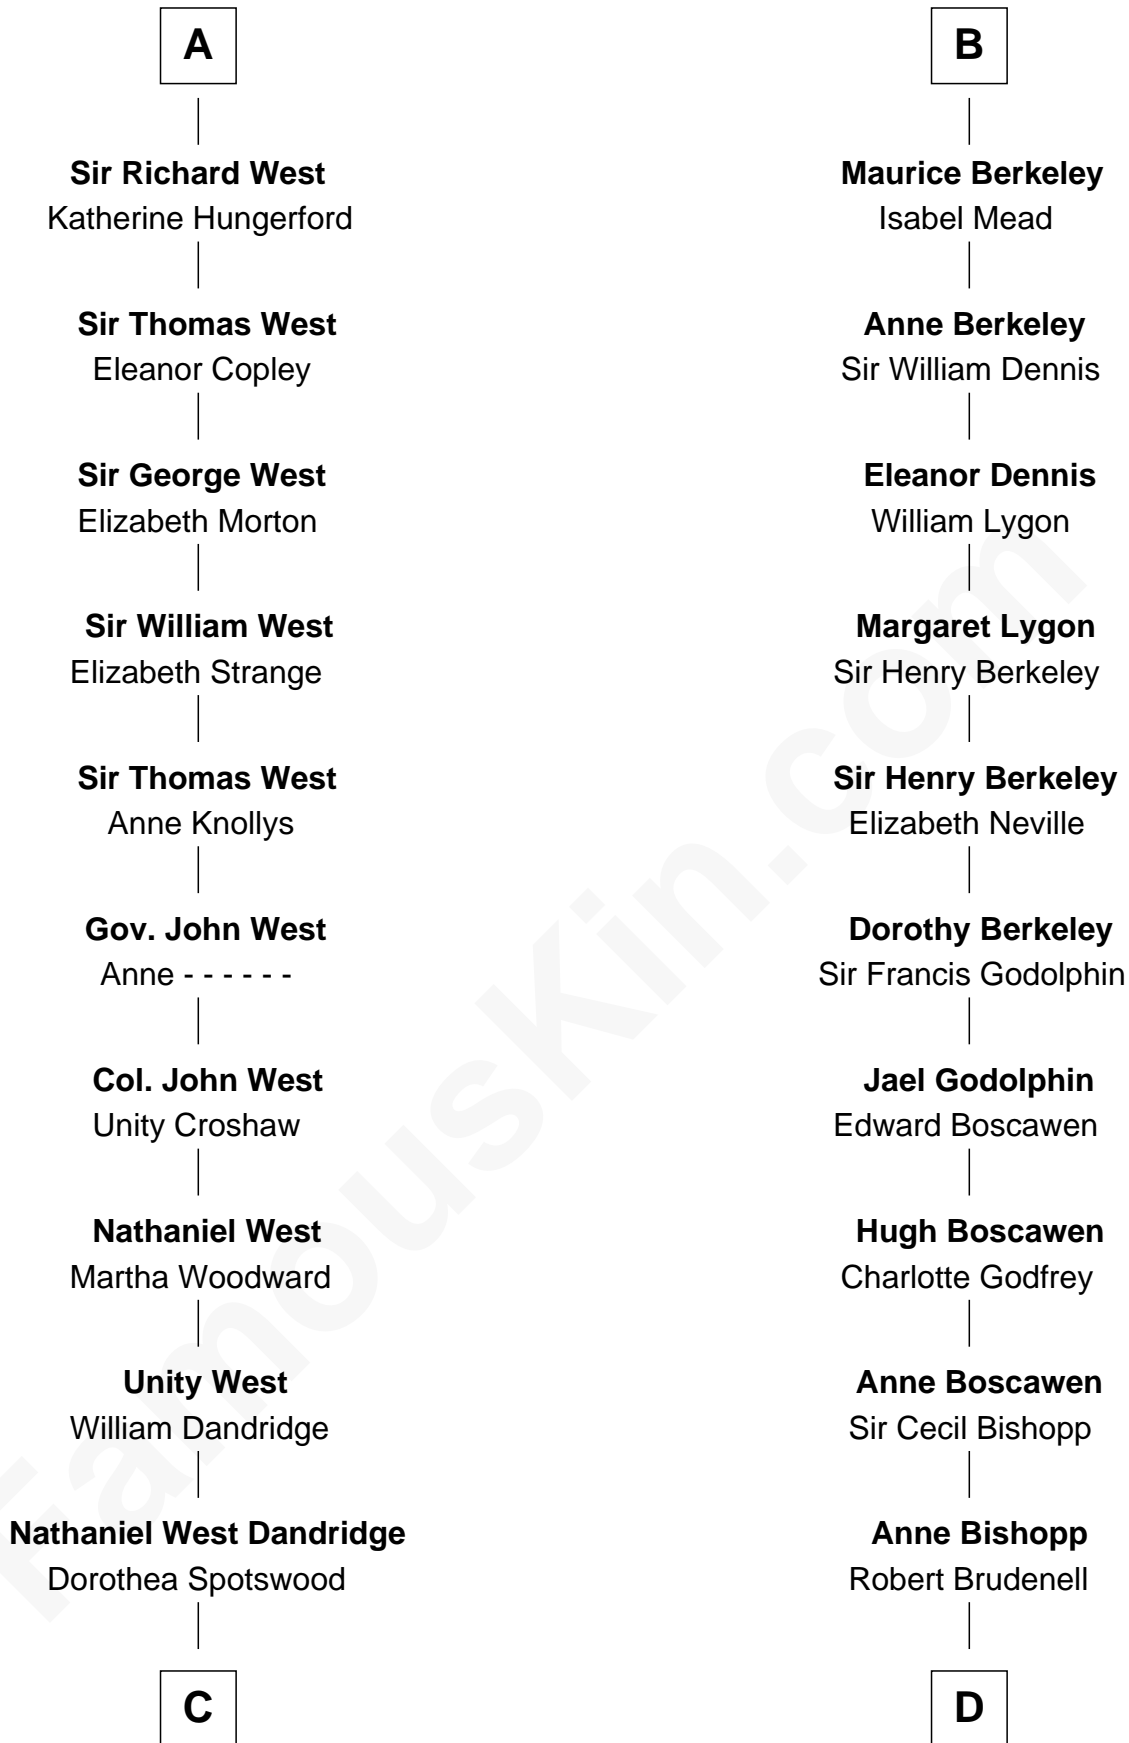 A
Sir Richard West
Katherine Hungerford
Sir Thomas West
Eleanor Copley
Sir George West
Elizabeth Morton
Sir William West
Elizabeth Strange
Sir Thomas West
Anne Knollys
Gov. John West
Anne - - - - - -
Col. John West
Unity Croshaw
Nathaniel West
Martha Woodward
Unity West
William Dandridge
Nathaniel West Dandridge
Dorothea Spotswood
C
B
Maurice Berkeley
Isabel Mead
Anne Berkeley
Sir William Dennis
Eleanor Dennis
William Lygon
Margaret Lygon
Sir Henry Berkeley
Sir Henry Berkeley
Elizabeth Neville
Dorothy Berkeley
Sir Francis Godolphin
Jael Godolphin
Edward Boscawen
Hugh Boscawen
Charlotte Godfrey
Anne Boscawen
Sir Cecil Bishopp
Anne Bishopp
Robert Brudenell
D
FamousKin.com